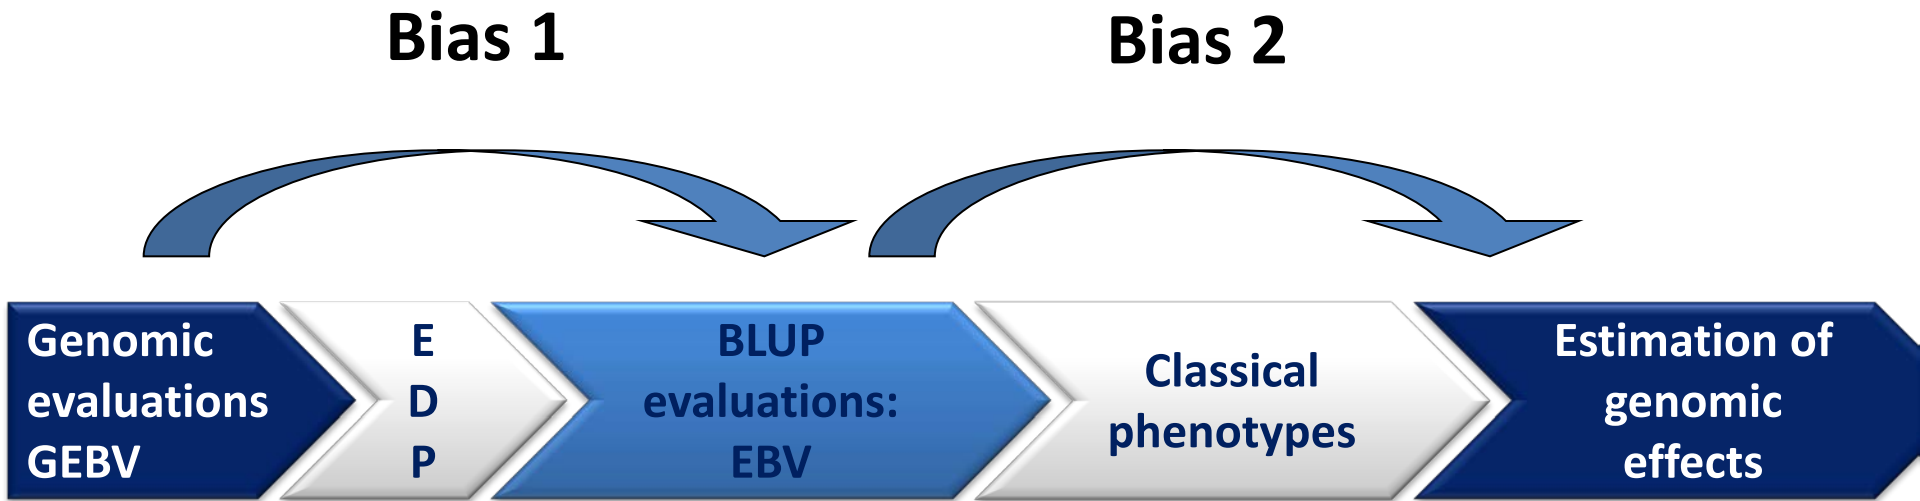 Bias 1
Bias 2
Genomic
evaluations
GEBV
E
D
P
BLUP
evaluations:
EBV
Classical
phenotypes
Estimation of
genomic
effects